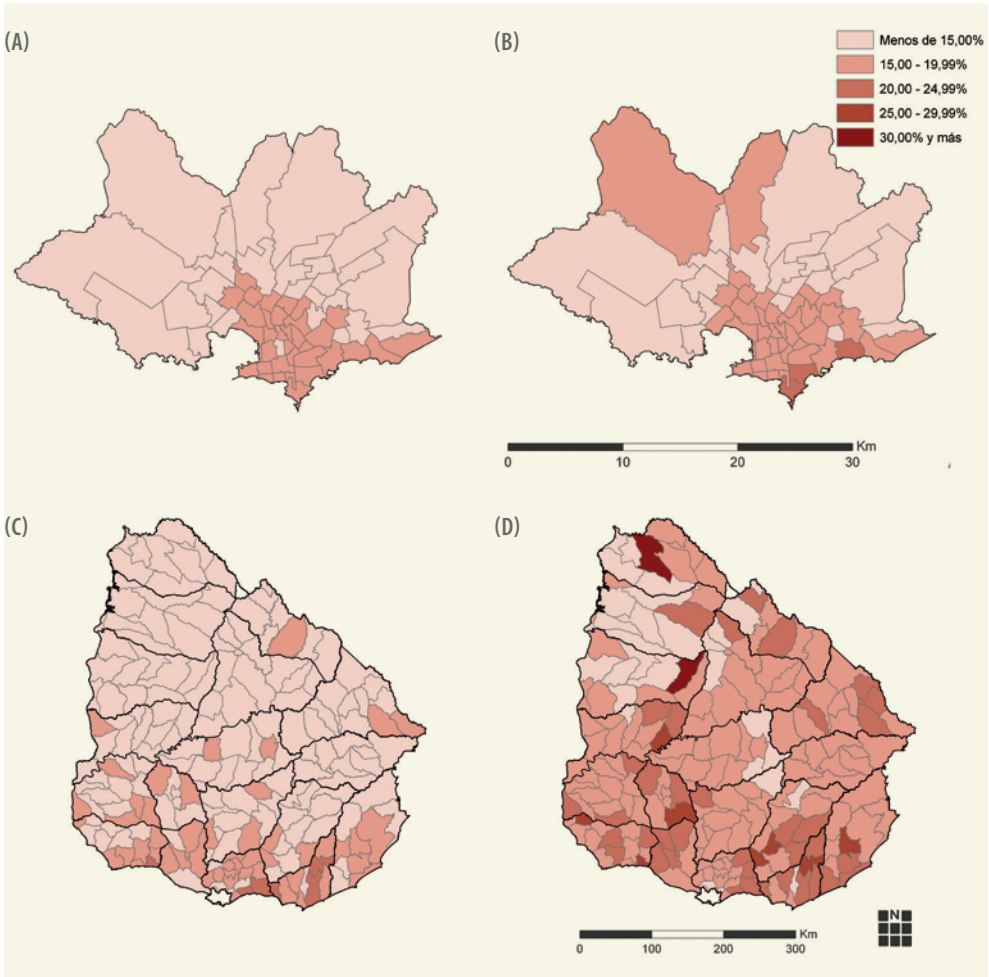 (A)
(B)
Menos de 15,00%
15,00 - 19,99%
20,00 - 24,99%
25,00 - 29,99%
30,00% y más
Km
0 10 20 30
(C)
(D)
N
Km
0 100 200 300